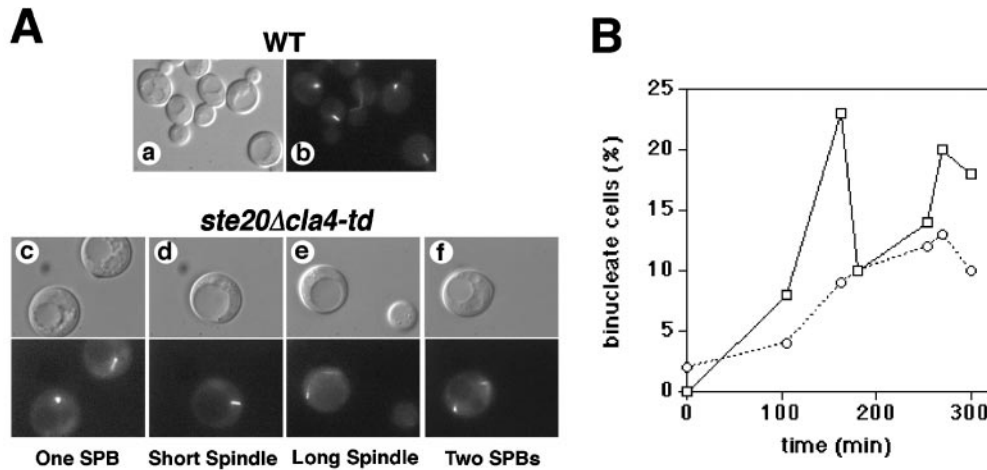 A
WT
a
b
ste20Δcla4-td
c
d
e
f
One SPB
Short Spindle
Long Spindle
Two SPBs
B
binucleate cells (%)
25
20
15
10
5
0
0
100
200
300
time (min)